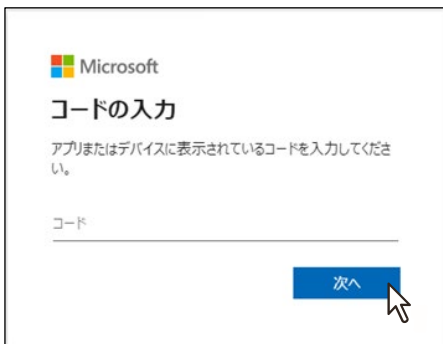 Microsoft
コードの入力
アプリまたはデバイスに表示されているコードを入力してくださ
い。
コード
次へ